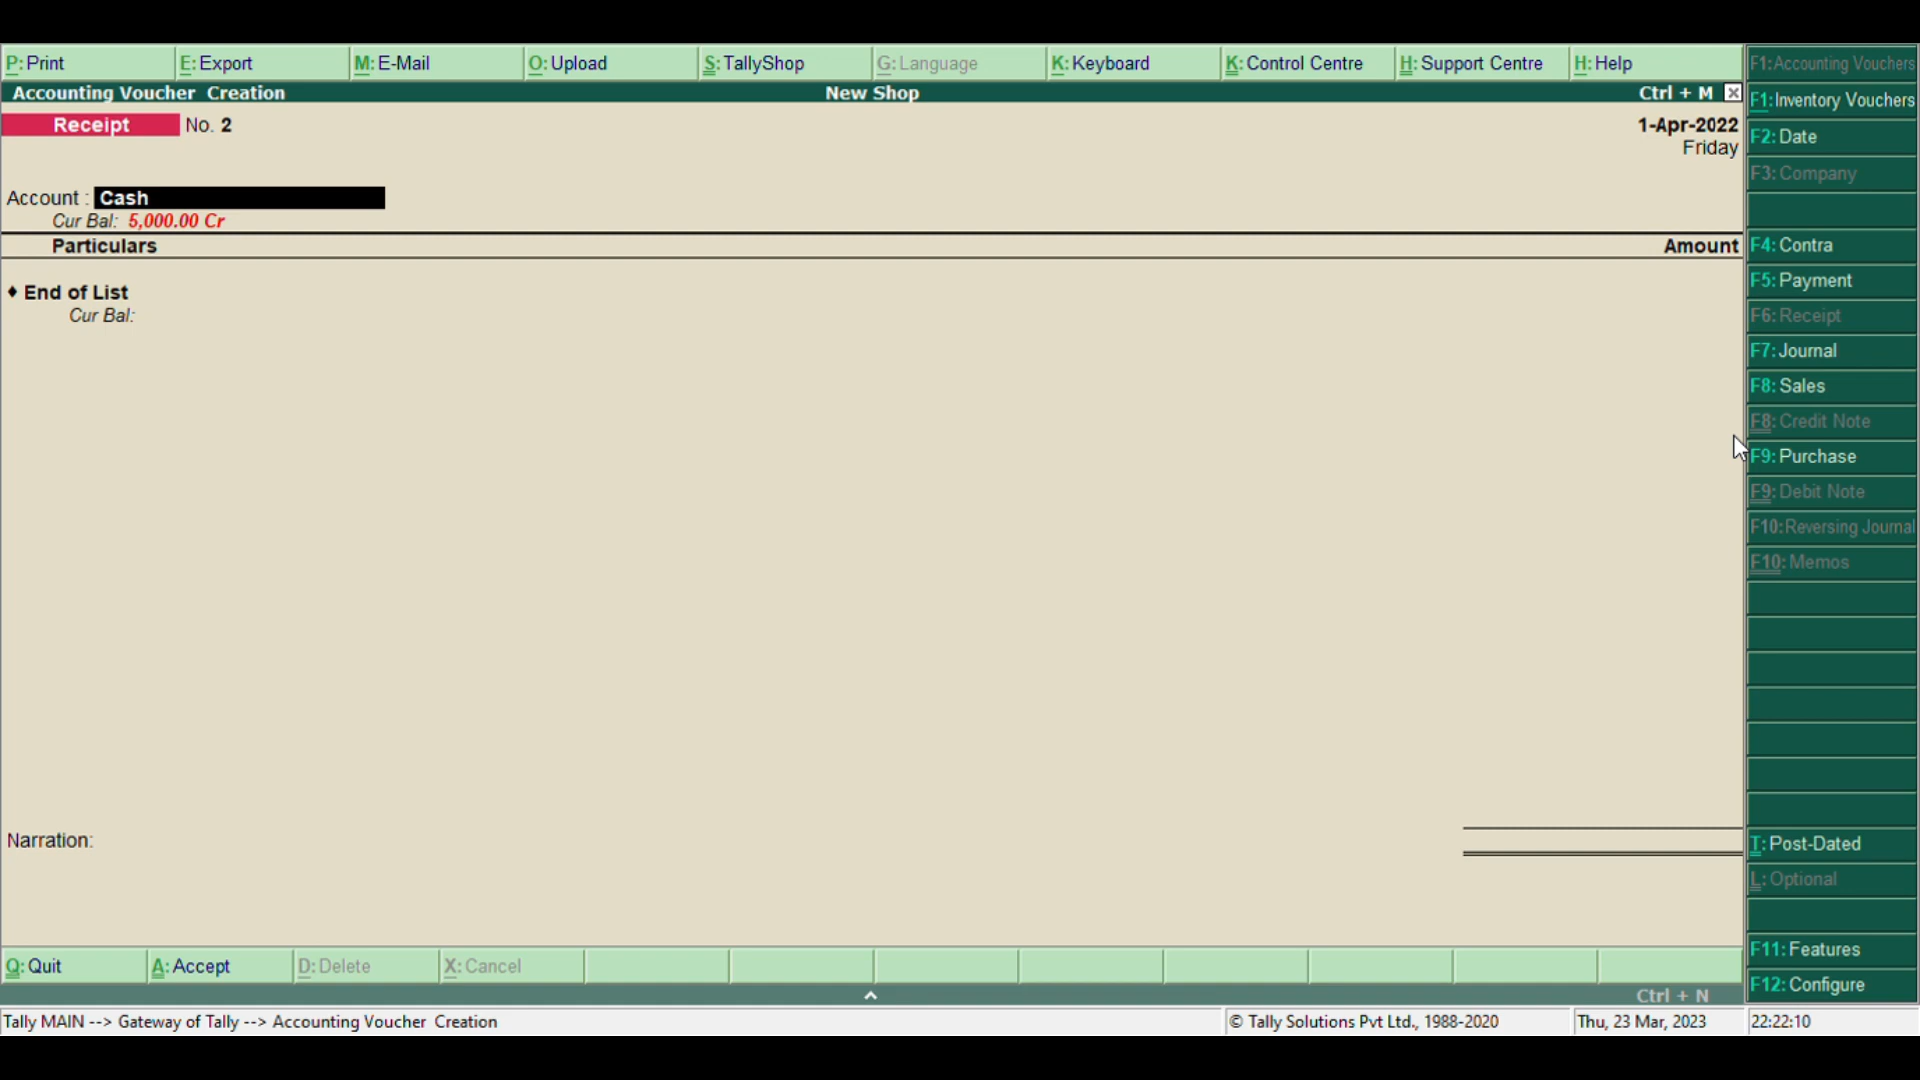 P: Print E: Export M: E-Mail O: Upload S: TallyShop G: Language K: Keyboard K: Control Centre H: Support Centre H: Help
Accounting Voucher Creation New Shop Ctrl + M
Receipt No. 2 1-Apr-2022
Friday
Account : Cash
Cur Bal: 5,000.00 Cr
Particulars Amount
♦ End of List
Cur Bal:
Narration:
Q: Quit A: Accept D: Delete X: Cancel
Ctrl + N
Tally MAIN --> Gateway of Tally --> Accounting Voucher Creation © Tally Solutions Pvt Ltd., 1988-2020 Thu, 23 Mar, 2023 22:22:10
F1: Accounting Vouchers
F1: Inventory Vouchers
F2: Date
F3: Company
F4: Contra
F5: Payment
F6: Receipt
F7: Journal
F8: Sales
F8: Credit Note
F9: Purchase
F9: Debit Note
F10: Reversing Journal
F10: Memos
T: Post-Dated
L: Optional
F11: Features
F12: Configure